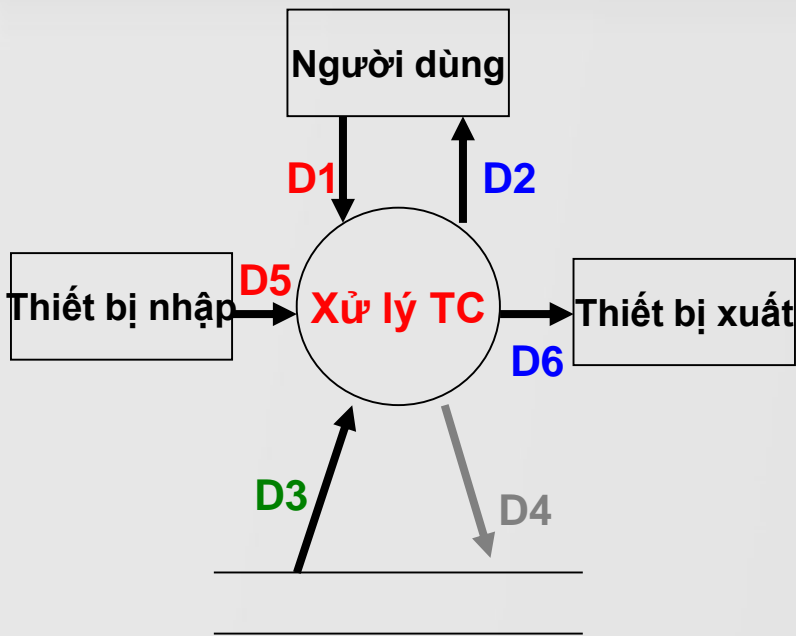 Người dùng
D1
D2
Thiết bị nhập
D5
Xử lý TC
Thiết bị xuất
D6
D3
D4